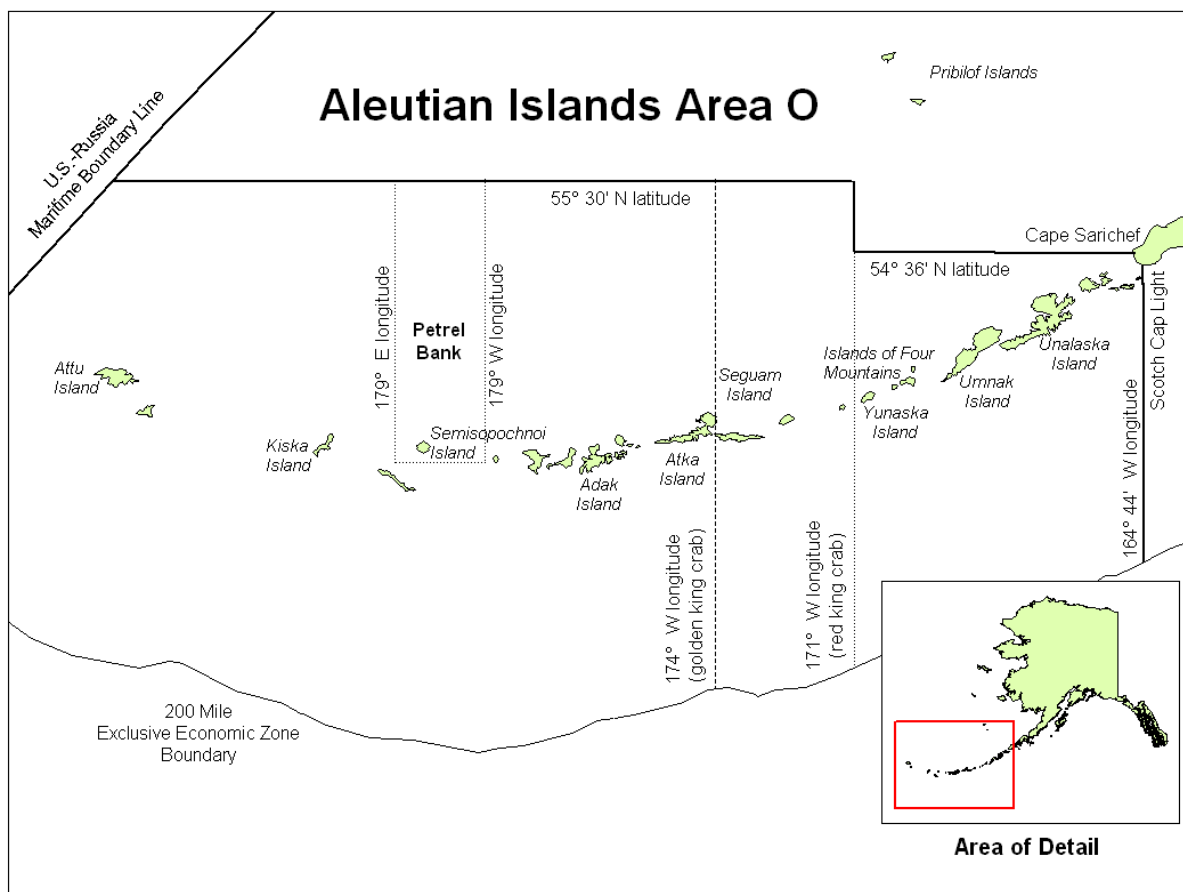 Aleutian Islands Area O
Pribilof Islands
U.S.-Russia
Maritime Boundary Line
55° 30' N latitude
Cape Sarichef
54° 36' N latitude
Scotch Cap Light
164° 44' W longitude
179° E longitude
Petrel
Bank
179° W longitude
Attu
Island
Kiska
Island
Semisopochnoi
Island
Adak
Island
Atka
Island
Seguam
Island
Islands of Four
Mountains
Yunaska
Island
Umnak
Island
Unalaska
Island
174° W longitude
(golden king crab)
171° W longitude
(red king crab)
200 Mile
Exclusive Economic Zone
Boundary
Area of Detail